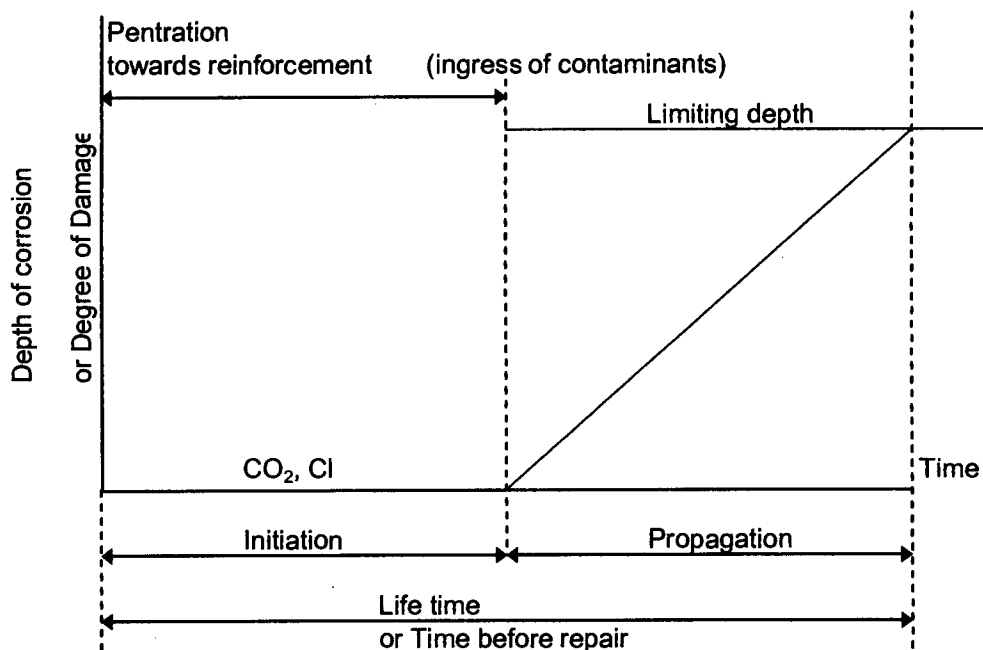 Pentration
towards reinforcement (ingress of contaminants)
Limiting depth
Depth of corrosion
or Degree of Damage
CO₂, Cl
Time
Initiation
Propagation
Life time
or Time before repair